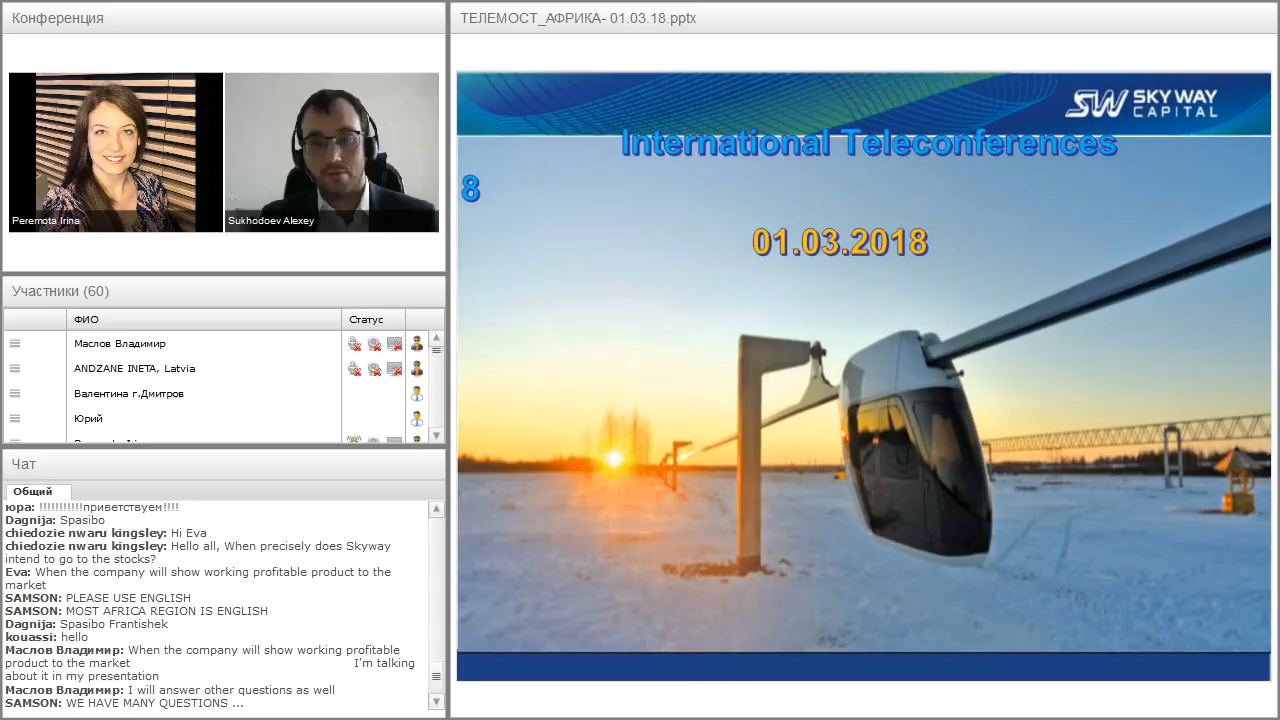 Конференция
Peremota Irina
Sukhodoev Alexey
Участники (60)
ФИО
Статус
Маслов Владимир
ANDZANE INETA, Latvia
Валентина г.Дмитров
Юрий
Чат
Общий
юра: !!!!!!!!!!!приветствуем!!!!
Dagnija: Spasibo
chiedozie nwaru kingsley: Hi Eva
chiedozie nwaru kingsley: Hello all, When precisely does Skyway
intend to go to the stocks?
Eva: When the company will show working profitable product to the
market
SAMSON: PLEASE USE ENGLISH
SAMSON: MOST AFRICA REGION IS ENGLISH
Dagnija: Spasibo Frantishek
kouassi: hello
Маслов Владимир: When the company will show working profitable
product to the market I'm talking
about it in my presentation
Маслов Владимир: I will answer other questions as well
SAMSON: WE HAVE MANY QUESTIONS ...
ТЕЛЕМОСТ_АФРИКА- 01.03.18.pptx
SW SKY WAY
CAPITAL
International Teleconferences
8
01.03.2018